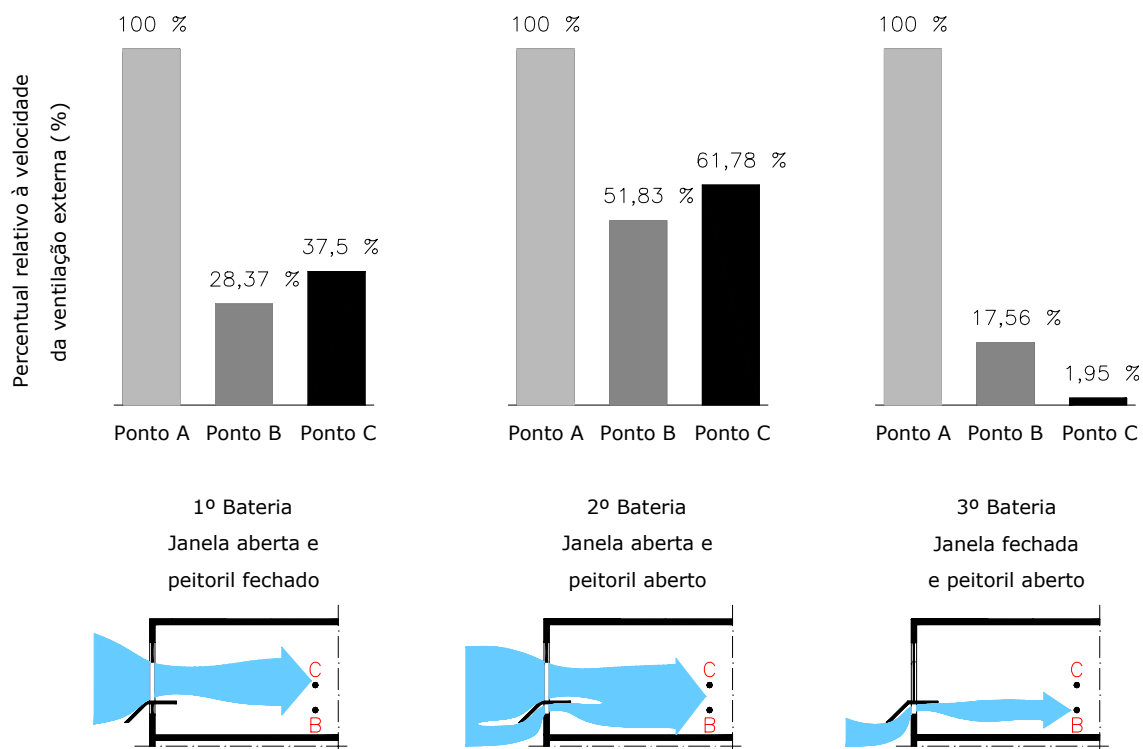 Percentual relativo à velocidade
da ventilação externa (%)
100 %
28,37 %
37,5 %
Ponto A
Ponto B
Ponto C
100 %
51,83 %
61,78 %
Ponto A
Ponto B
Ponto C
100 %
17,56 %
1,95 %
Ponto A
Ponto B
Ponto C
1º Bateria
Janela aberta e
peitoril fechado
C
B
2º Bateria
Janela aberta e
peitoril aberto
C
B
3º Bateria
Janela fechada
e peitoril aberto
C
B